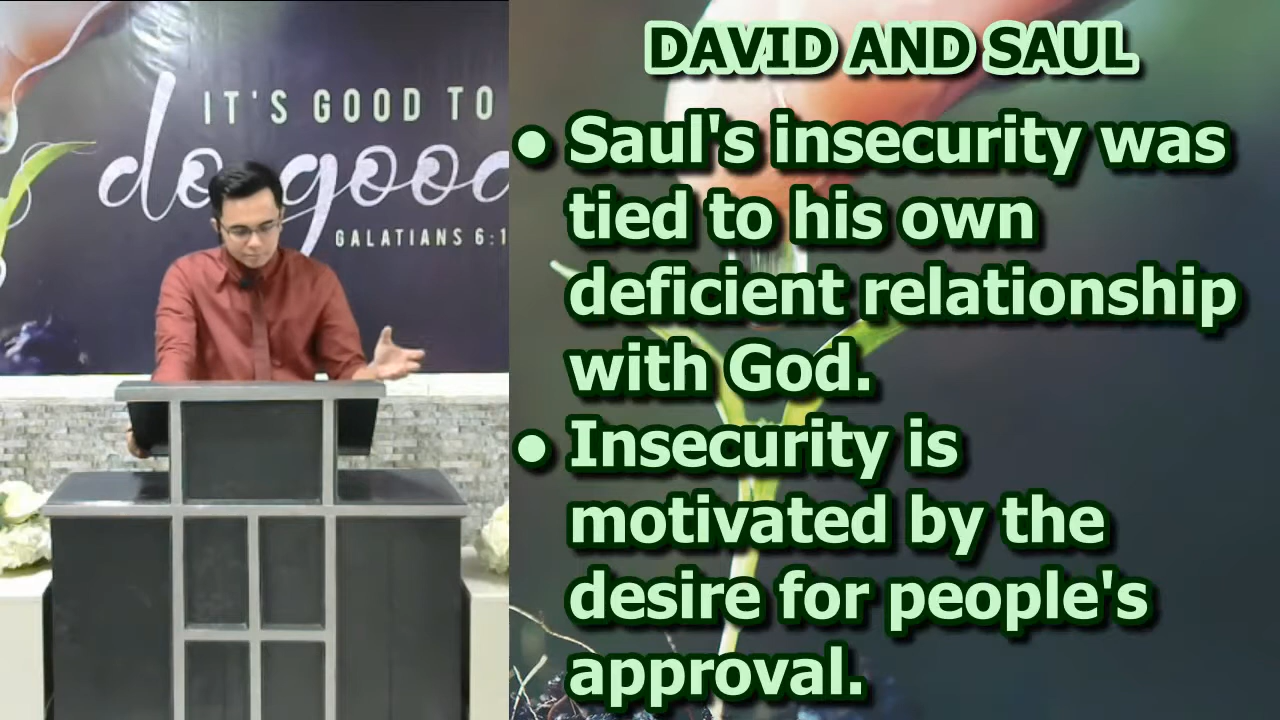 IT'S GOOD TO
do good
GALATIANS 6:1
DAVID AND SAUL
● Saul's insecurity was
tied to his own
deficient relationship
with God.
● Insecurity is
motivated by the
desire for people's
approval.